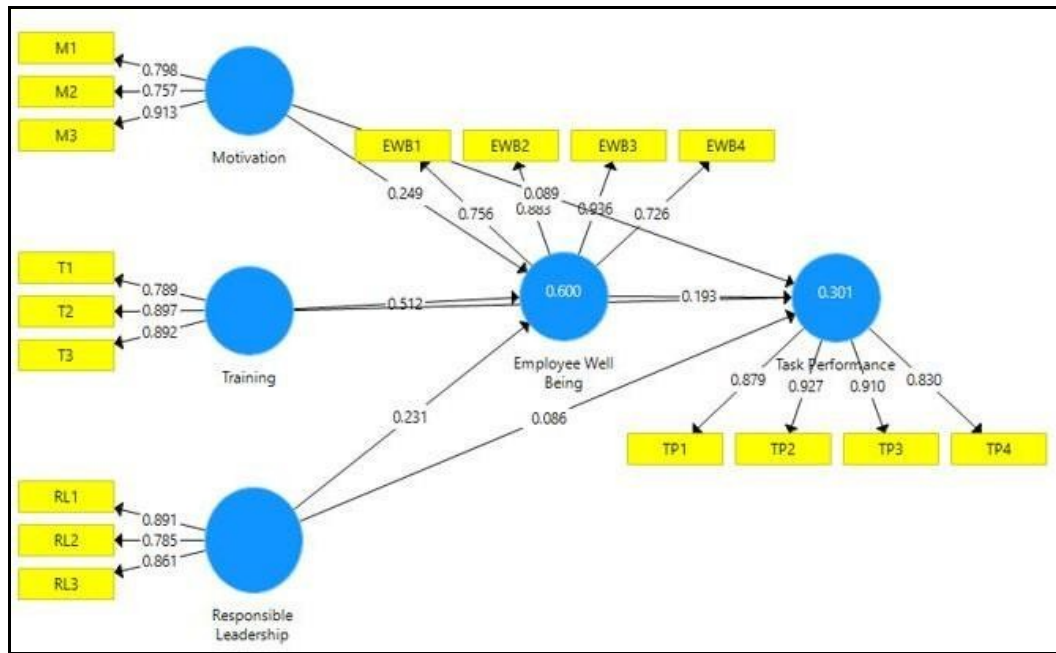 M1
0.798
M2
0.757
M3
0.913
Motivation
EWB1
EWB2
EWB3
EWB4
0.249
0.756
0.883
0.089
0.936
0.726
T1
0.789
T2
0.897
T3
0.892
Training
0.512
0.600
Employee Well
Being
0.193
0.301
Task Performance
0.231
0.086
0.879
0.927
0.910
0.830
TP1
TP2
TP3
TP4
RL1
0.891
RL2
0.785
RL3
0.861
Responsible
Leadership